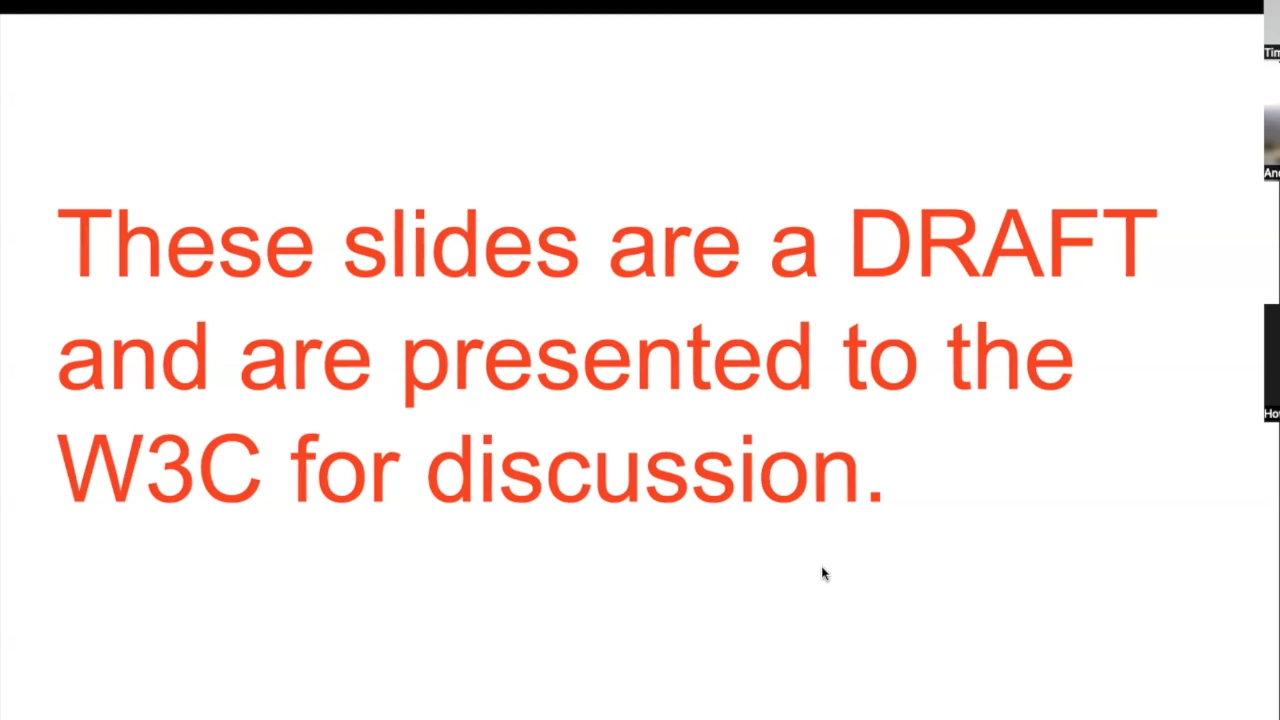 These slides are a DRAFT
and are presented to the
W3C for discussion.